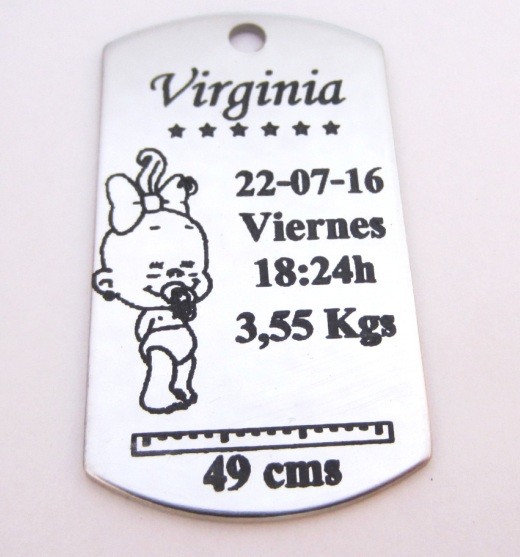 Virginia
22-07-16
Viernes
18:24h
3,55 Kgs
49 cms